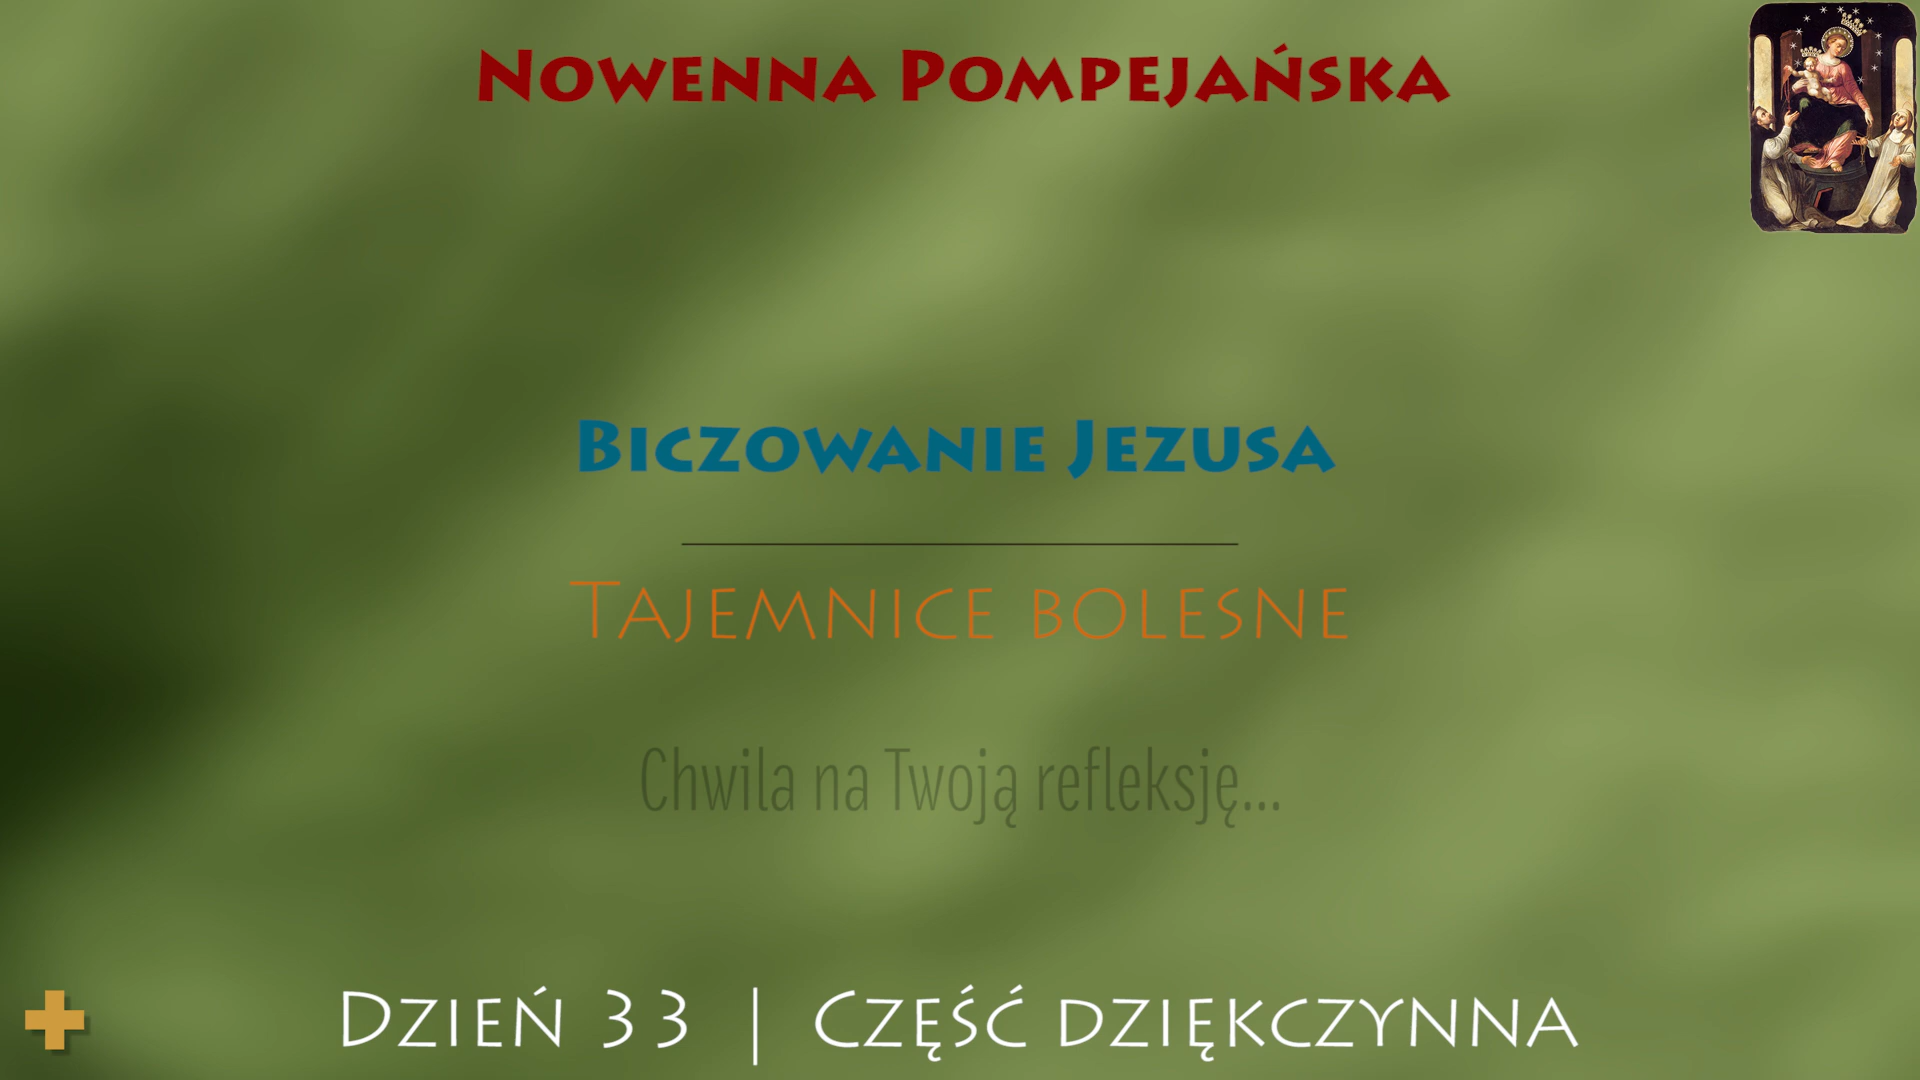 Nowenna Pompejańska
Biczowanie Jezusa
Tajemnice bolesne
Chwila na Twoją refleksję...
Dzień 33 | Część dziękczynna